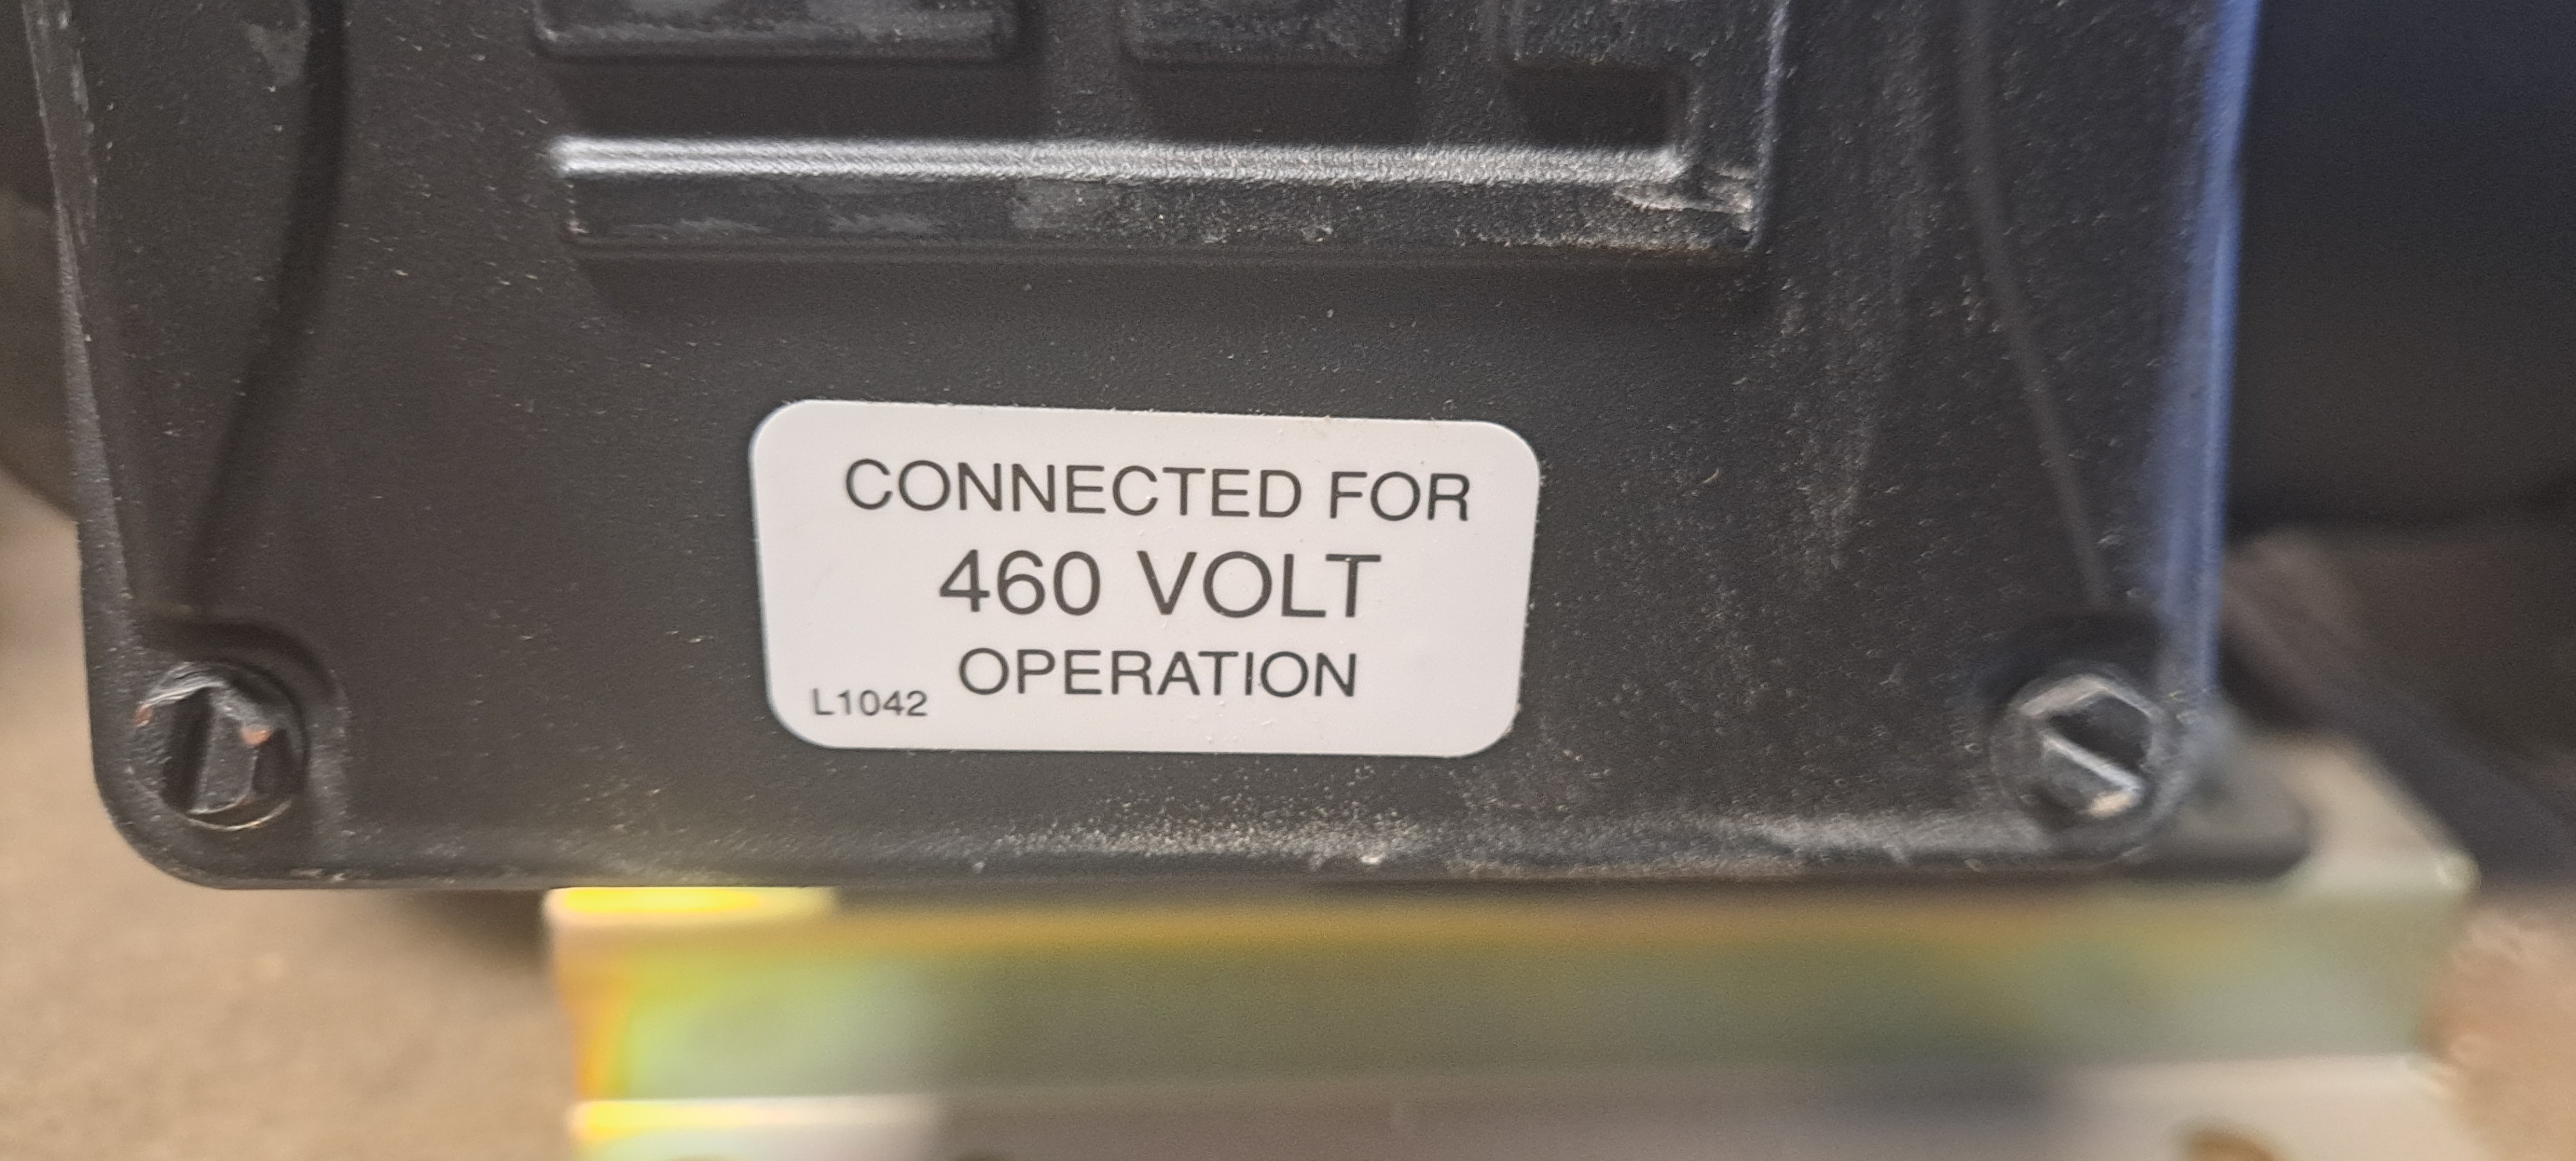 CONNECTED FOR
460 VOLT
OPERATION
L1042